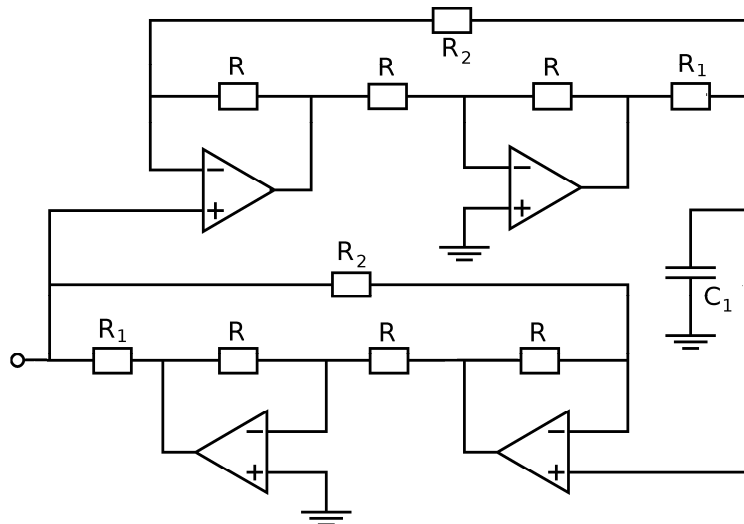 R₂
R R R R₁
− −
+ +
R₂
C₁
R₁ R R R
− −
+ +